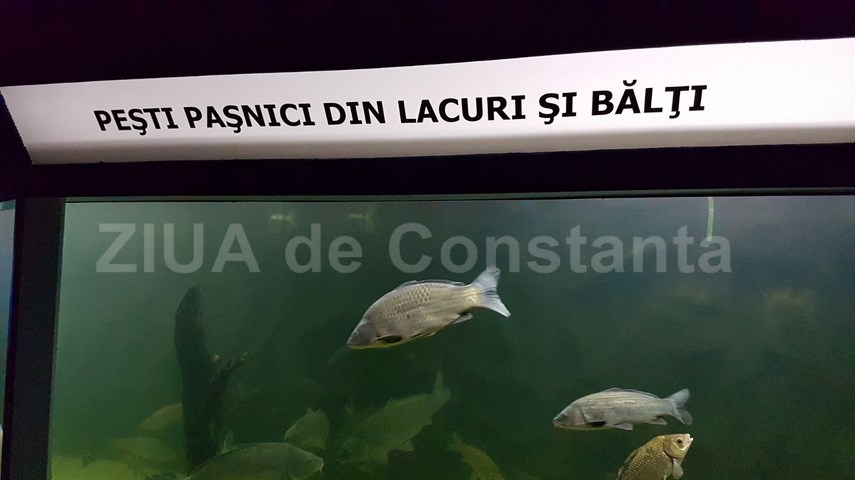 PEŞTI PAŞNICI DIN LACURI ŞI BĂLŢI
ZIUA de Constanta